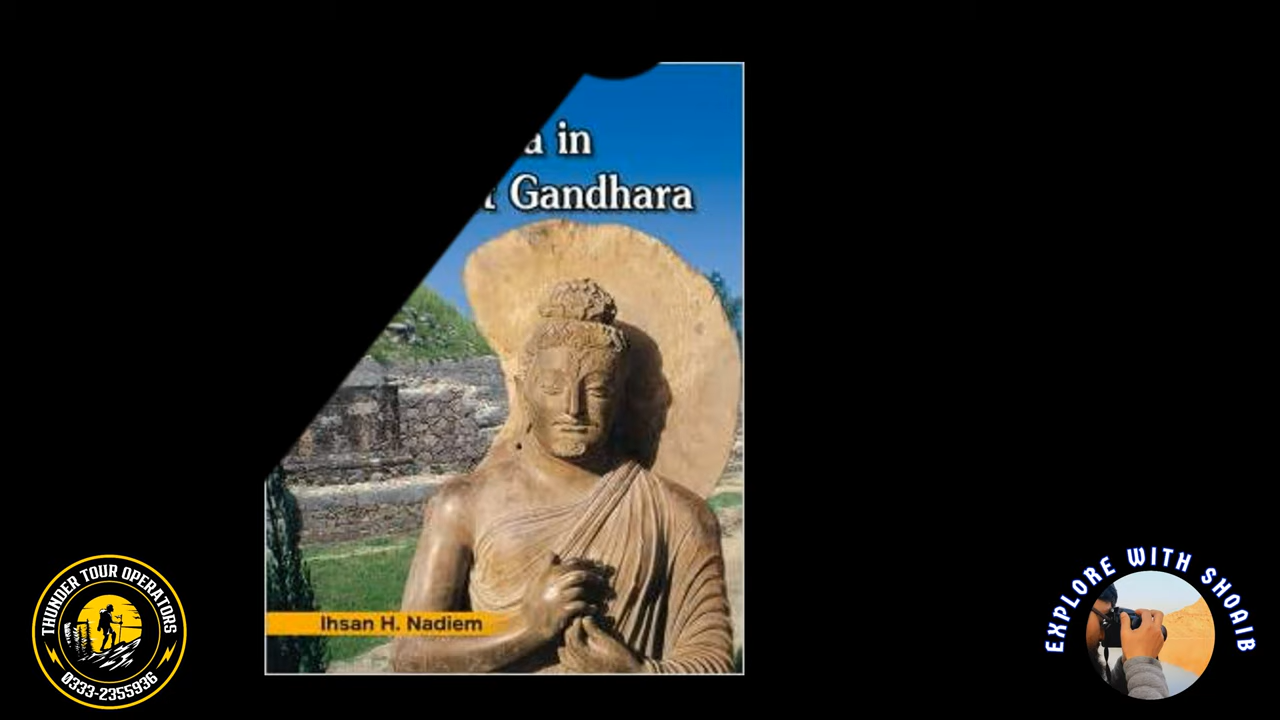 a in
f Gandhara
Ihsan H. Nadiem
THUNDER TOUR OPERATORS
0333-2355936
EXPLORE WITH SHOAIB